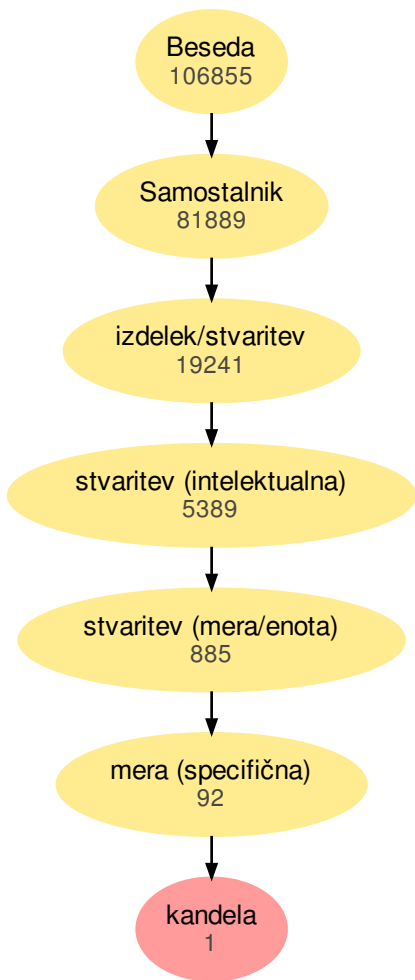 Beseda
106855
Samostalnik
81889
izdelek/stvaritev
19241
stvaritev (intelektualna)
5389
stvaritev (mera/enota)
885
mera (specifična)
92
kandela
1